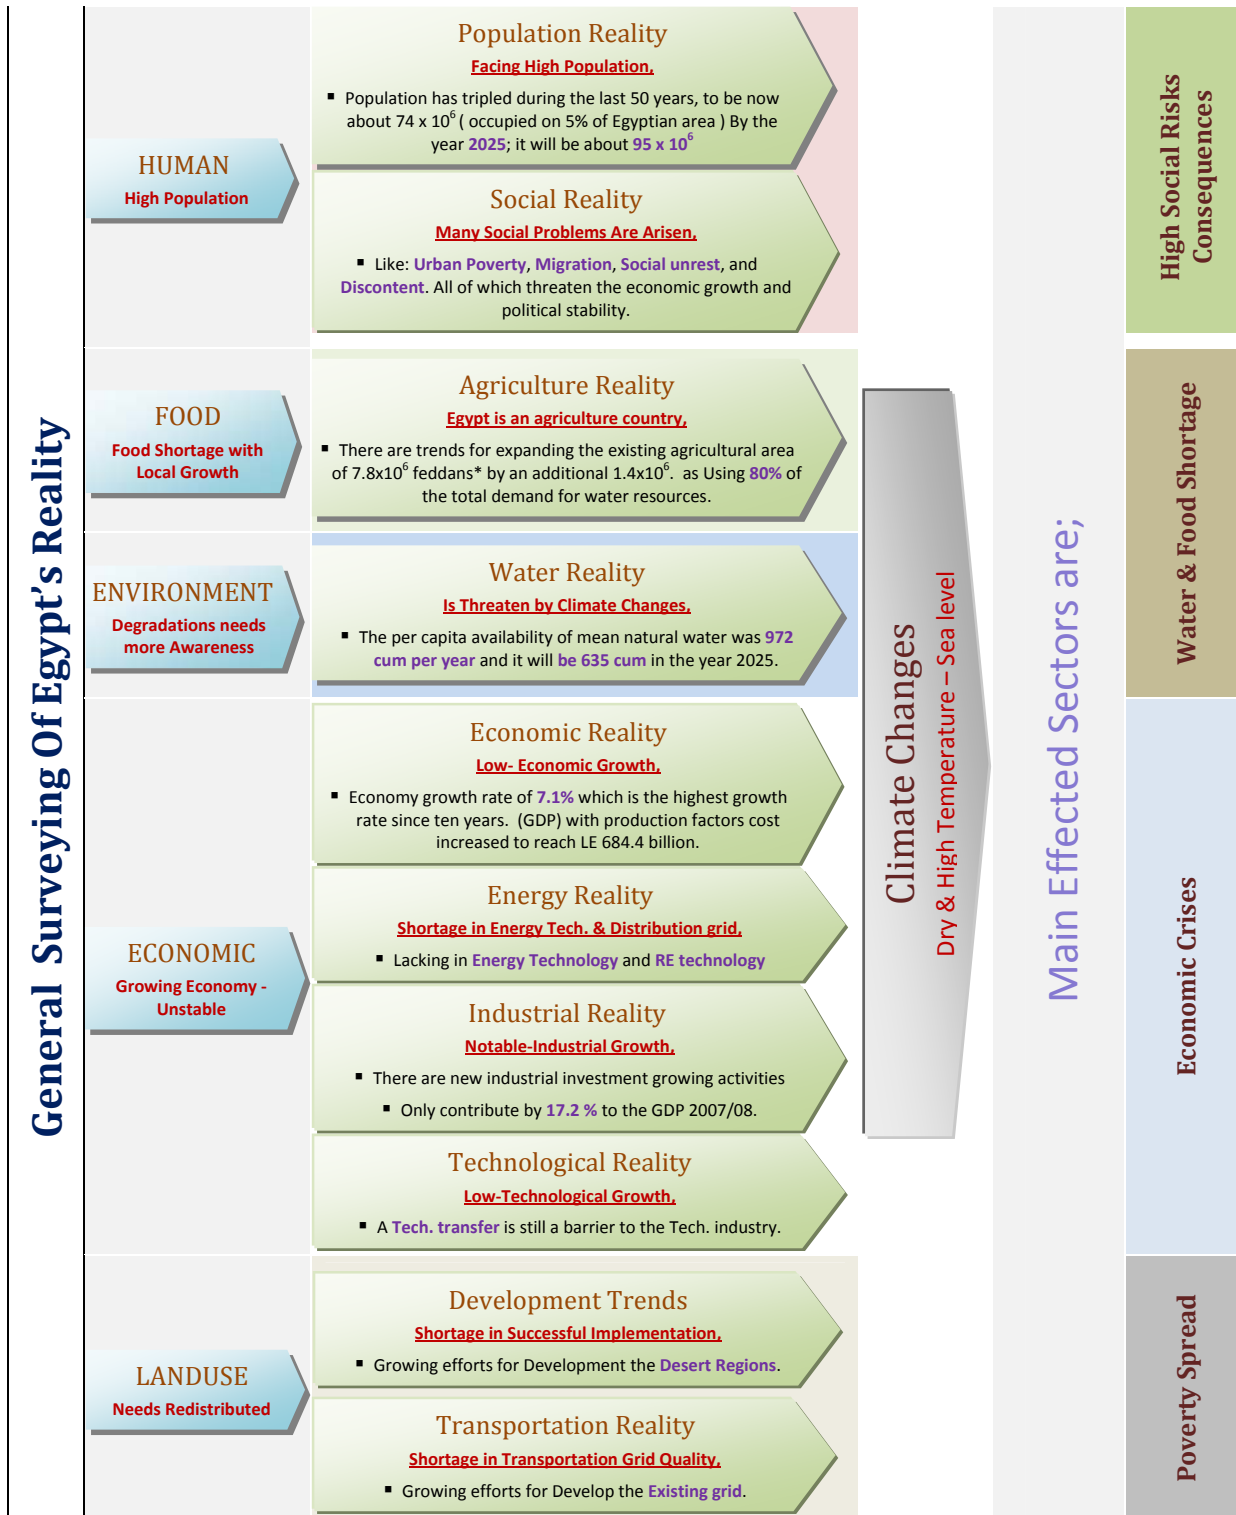 General Surveying Of Egypt's Reality
HUMAN
High Population
Population Reality
Facing High Population,
▪ Population has tripled during the last 50 years, to be now
about 74 x 10⁶ ( occupied on 5% of Egyptian area ) By the
year 2025; it will be about 95 x 10⁶
Social Reality
Many Social Problems Are Arisen,
▪ Like: Urban Poverty, Migration, Social unrest, and
Discontent. All of which threaten the economic growth and
political stability.
FOOD
Food Shortage with
Local Growth
Agriculture Reality
Egypt is an agriculture country,
▪ There are trends for expanding the existing agricultural area
of 7.8x10⁶ feddans* by an additional 1.4x10⁶. as Using 80% of
the total demand for water resources.
ENVIRONMENT
Degradations needs
more Awareness
Water Reality
Is Threaten by Climate Changes,
▪ The per capita availability of mean natural water was 972
cum per year and it will be 635 cum in the year 2025.
ECONOMIC
Growing Economy -
Unstable
Economic Reality
Low- Economic Growth,
▪ Economy growth rate of 7.1% which is the highest growth
rate since ten years. (GDP) with production factors cost
increased to reach LE 684.4 billion.
Energy Reality
Shortage in Energy Tech. & Distribution grid,
▪ Lacking in Energy Technology and RE technology
Industrial Reality
Notable-Industrial Growth,
▪ There are new industrial investment growing activities
▪ Only contribute by 17.2 % to the GDP 2007/08.
Technological Reality
Low-Technological Growth,
▪ A Tech. transfer is still a barrier to the Tech. industry.
LANDUSE
Needs Redistributed
Development Trends
Shortage in Successful Implementation,
▪ Growing efforts for Development the Desert Regions.
Transportation Reality
Shortage in Transportation Grid Quality,
▪ Growing efforts for Develop the Existing grid.
Climate Changes
Dry & High Temperature – Sea level
Main Effected Sectors are;
High Social Risks
Consequences
Water & Food Shortage
Economic Crises
Poverty Spread